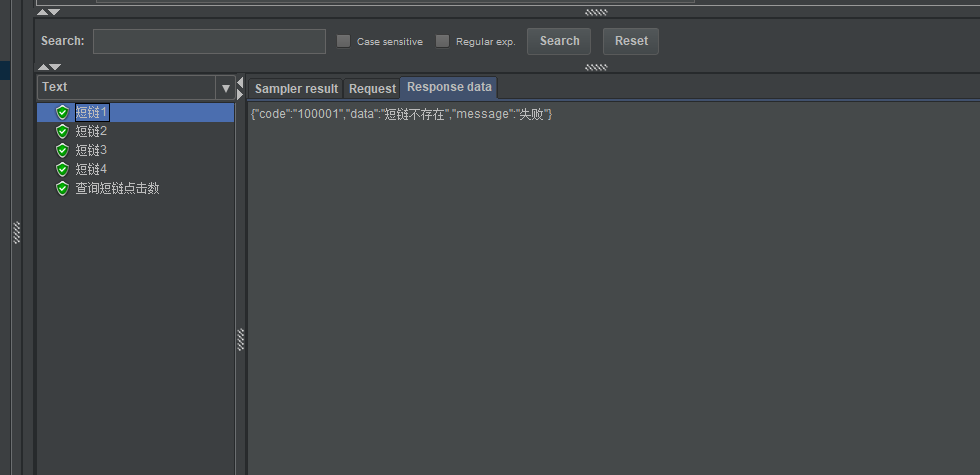 Search:
Case sensitive
Regular exp.
Search
Reset
Text
Sampler result
Request
Response data
短链1
{"code":"100001","data":"短链不存在","message":"失败"}
短链2
短链3
短链4
查询短链点击数